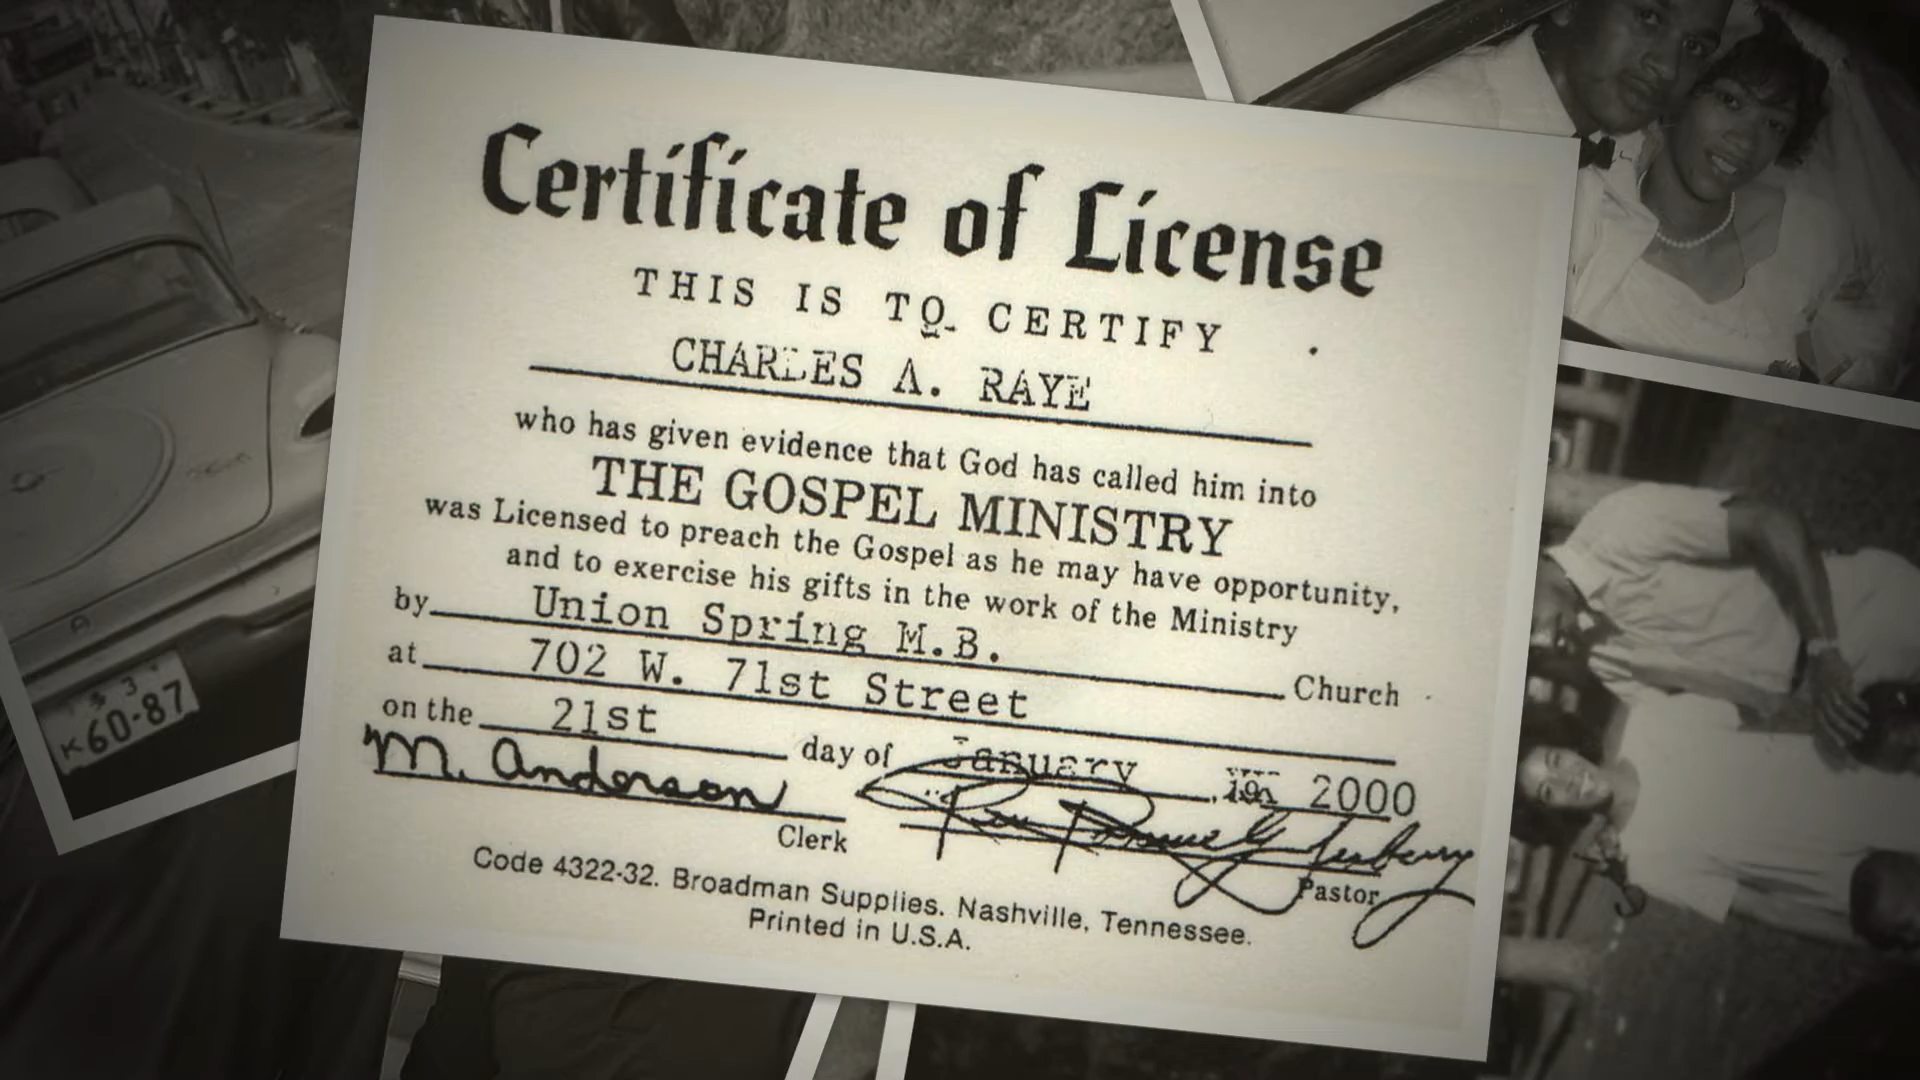 Certificate of License
THIS IS TO CERTIFY
CHARLES A. RAYE
who has given evidence that God has called him into
THE GOSPEL MINISTRY
was Licensed to preach the Gospel as he may have opportunity,
and to exercise his gifts in the work of the Ministry
by Union Spring M.B. Church
at 702 W. 71st Street
on the 21st day of January, 19 2000
M. Anderson
Clerk
Rev
Pastor
Code 4322-32. Broadman Supplies. Nashville, Tennessee.
Printed in U.S.A.
K60-87